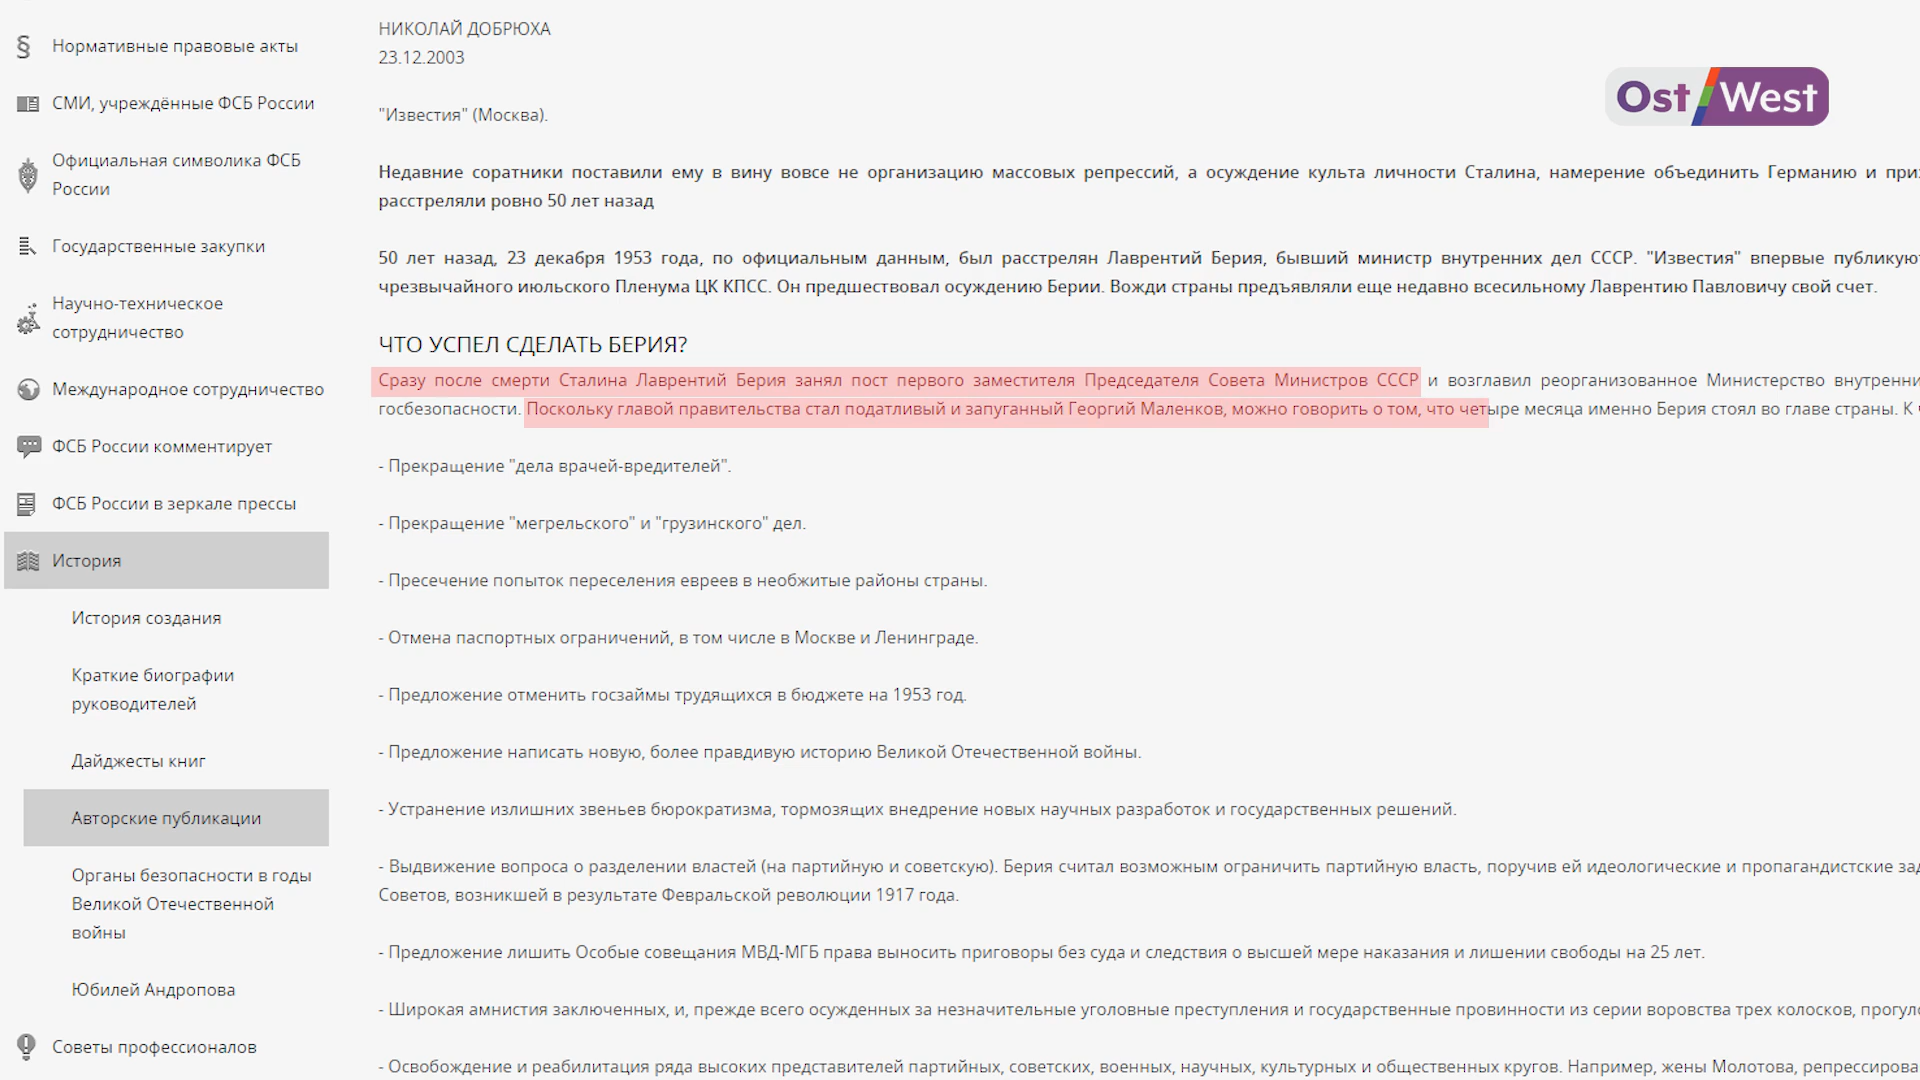 § Нормативные правовые акты
СМИ, учреждённые ФСБ России
Официальная символика ФСБ
России
Государственные закупки
Научно-техническое
сотрудничество
Международное сотрудничество
ФСБ России комментирует
ФСБ России в зеркале прессы
История
История создания
Краткие биографии
руководителей
Дайджесты книг
Авторские публикации
Органы безопасности в годы
Великой Отечественной
войны
Юбилей Андропова
Советы профессионалов
НИКОЛАЙ ДОБРЮХА
23.12.2003
"Известия" (Москва).
Недавние соратники поставили ему в вину вовсе не организацию массовых репрессий, а осуждение культа личности Сталина, намерение объединить Германию и
расстреляли ровно 50 лет назад
50 лет назад, 23 декабря 1953 года, по официальным данным, был расстрелян Лаврентий Берия, бывший министр внутренних дел СССР. "Известия" впервые
чрезвычайного июльского Пленума ЦК КПСС. Он предшествовал осуждению Берии. Вожди страны предъявляли еще недавно всесильному Лаврентию Павловичу свой счет.
ЧТО УСПЕЛ СДЕЛАТЬ БЕРИЯ?
Сразу после смерти Сталина Лаврентий Берия занял пост первого заместителя Председателя Совета Министров СССР и возглавил реорганизованное Министерство
госбезопасности. Поскольку главой правительства стал податливый и запуганный Георгий Маленков, можно говорить о том, что четыре месяца именно Берия стоял во главе страны. К
- Прекращение "дела врачей-вредителей".
- Прекращение "мегрельского" и "грузинского" дел.
- Пресечение попыток переселения евреев в необжитые районы страны.
- Отмена паспортных ограничений, в том числе в Москве и Ленинграде.
- Предложение отменить госзаймы трудящихся в бюджете на 1953 год.
- Предложение написать новую, более правдивую историю Великой Отечественной войны.
- Устранение излишних звеньев бюрократизма, тормозящих внедрение новых научных разработок и государственных решений.
- Выдвижение вопроса о разделении властей (на партийную и советскую). Берия считал возможным ограничить партийную власть, поручив ей идеологические и пропагандистские
Советов, возникшей в результате Февральской революции 1917 года.
- Предложение лишить Особые совещания МВД-МГБ права выносить приговоры без суда и следствия о высшей мере наказания и лишении свободы на 25 лет.
- Широкая амнистия заключенных, и, прежде всего осужденных за незначительные уголовные преступления и государственные провинности из серии воровства трех колосков,
- Освобождение и реабилитация ряда высоких представителей партийных, советских, военных, научных, культурных и общественных кругов. Например, жены Молотова,
Ost West